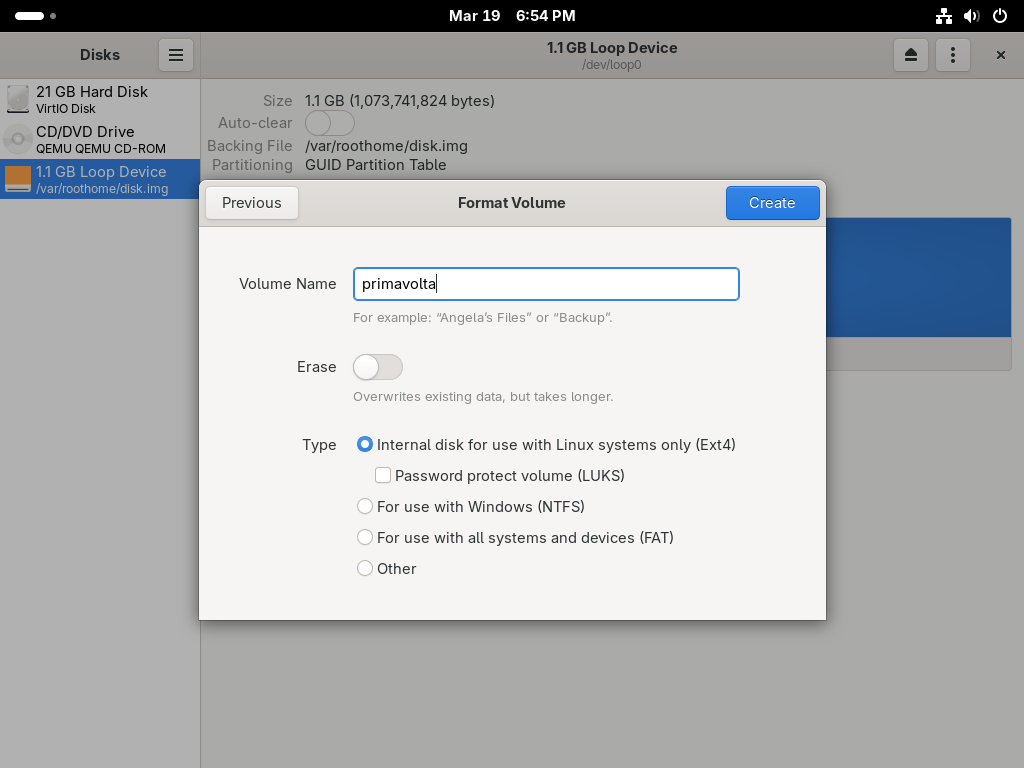 Mar 19 6:54 PM
Disks
1.1 GB Loop Device
/dev/loop0
21 GB Hard Disk
VirtIO Disk
CD/DVD Drive
QEMU QEMU CD-ROM
1.1 GB Loop Device
/var/roothome/disk.img
Size 1.1 GB (1,073,741,824 bytes)
Auto-clear
Backing File /var/roothome/disk.img
Partitioning GUID Partition Table
Previous
Format Volume
Create
Volume Name primavolta
For example: “Angela’s Files” or “Backup”.
Erase
Overwrites existing data, but takes longer.
Type Internal disk for use with Linux systems only (Ext4)
Password protect volume (LUKS)
For use with Windows (NTFS)
For use with all systems and devices (FAT)
Other